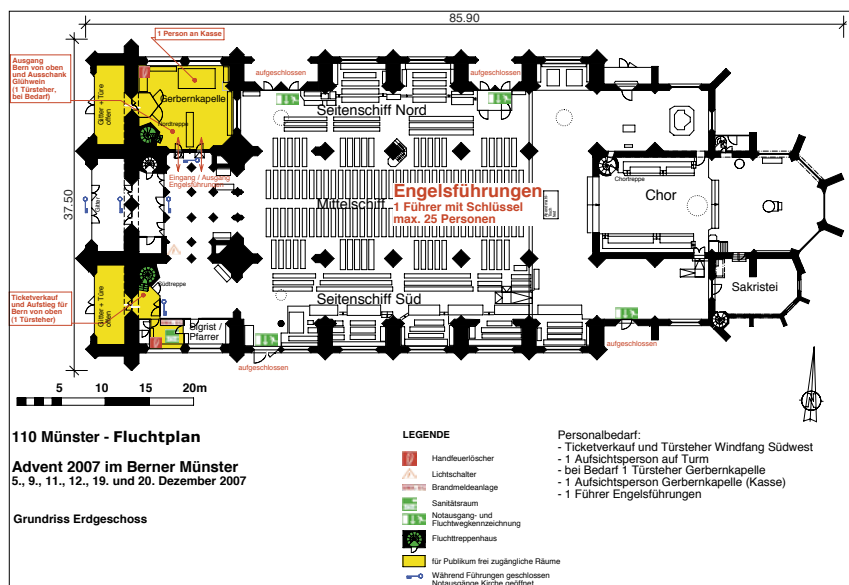 85.90
37.50
1 Person an Kasse
Ausgang
Bern von oben
und Ausschank
Glühwein
(1 Türsteher,
bei Bedarf)
Gitter + Türe
offen
Gerbernkapelle
Nordtreppe
aufgeschlossen
aufgeschlossen
Seitenschiff Nord
Eingang / Ausgang
Engelsführungen
Gitter
Mittelschiff
Engelsführungen
1 Führer mit Schlüssel
max. 25 Personen
Chortreppe
Chor
Ticketverkauf
und Aufstieg für
Bern von oben
(1 Türsteher)
Gitter + Türe
offen
Südtreppe
Seitenschiff Süd
Sakristei
Sigrist /
Pfarrer
aufgeschlossen
aufgeschlossen
5 10 15 20m
110 Münster - Fluchtplan
Advent 2007 im Berner Münster
5., 9., 11., 12., 19. und 20. Dezember 2007
Grundriss Erdgeschoss
LEGENDE
Handfeuerlöscher
Lichtschalter
Brandmeldeanlage
Sanitätsraum
Notausgang- und
Fluchtwegkennzeichnung
Fluchttreppenhaus
für Publikum frei zugängliche Räume
Während Führungen geschlossen
Notausgänge Kirche geöffnet
Personalbedarf:
- Ticketverkauf und Türsteher Windfang Südwest
- 1 Aufsichtsperson auf Turm
- bei Bedarf 1 Türsteher Gerbernkapelle
- 1 Aufsichtsperson Gerbernkapelle (Kasse)
- 1 Führer Engelsführungen